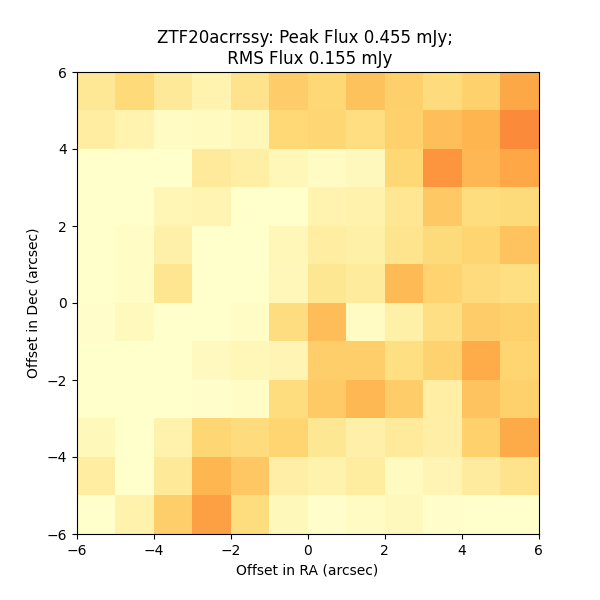 ZTF20acrrssy: Peak Flux 0.455 mJy;
RMS Flux 0.155 mJy
6
4
2
0
−2
−4
−6
Offset in Dec (arcsec)
−6 −4 −2 0 2 4 6
Offset in RA (arcsec)